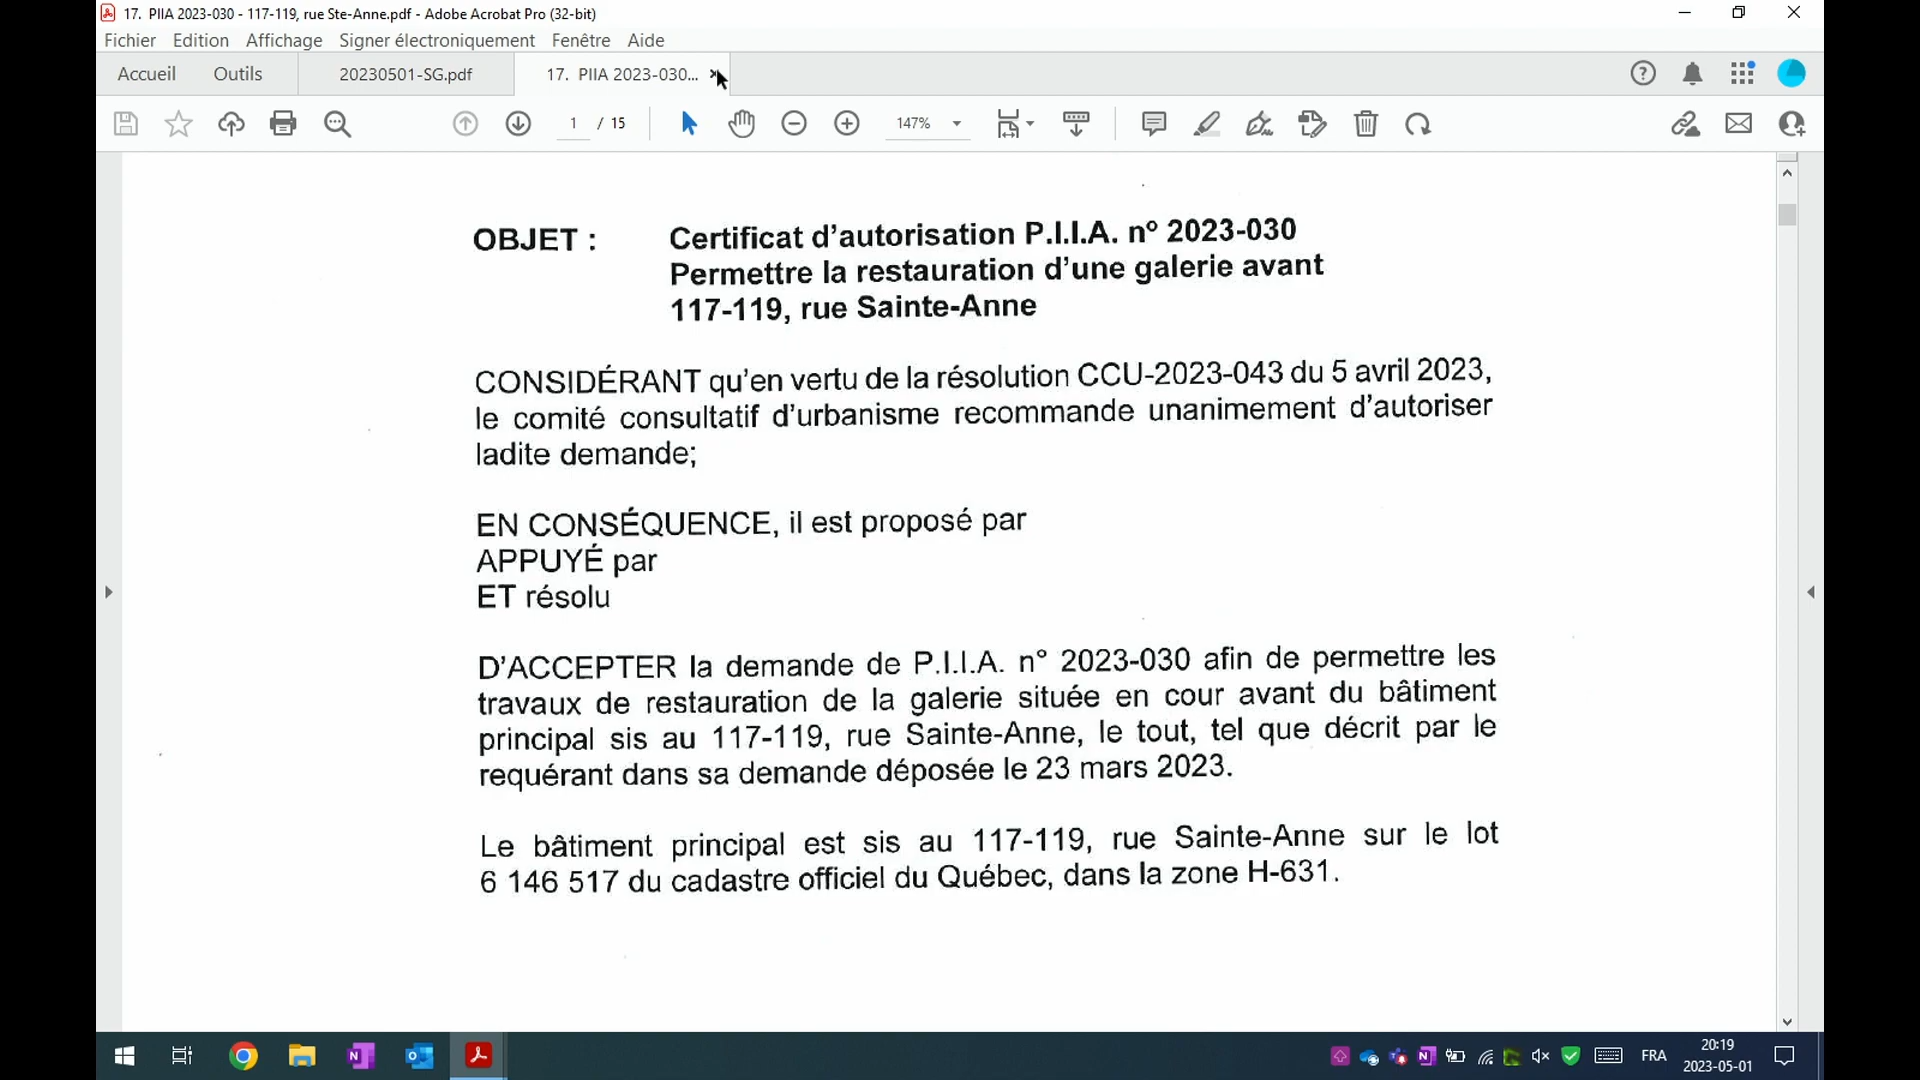 17. PIIA 2023-030 - 117-119, rue Ste-Anne.pdf - Adobe Acrobat Pro (32-bit)
Fichier Edition Affichage Signer électroniquement Fenêtre Aide
Accueil Outils 20230501-SG.pdf 17. PIIA 2023-030...
1 / 15 147%
OBJET : Certificat d'autorisation P.I.I.A. nº 2023-030
Permettre la restauration d'une galerie avant
117-119, rue Sainte-Anne
CONSIDÉRANT qu'en vertu de la résolution CCU-2023-043 du 5 avril 2023,
le comité consultatif d'urbanisme recommande unanimement d'autoriser
ladite demande;
EN CONSÉQUENCE, il est proposé par
APPUYÉ par
ET résolu
D'ACCEPTER la demande de P.I.I.A. n° 2023-030 afin de permettre les
travaux de restauration de la galerie située en cour avant du bâtiment
principal sis au 117-119, rue Sainte-Anne, le tout, tel que décrit par le
requérant dans sa demande déposée le 23 mars 2023.
Le bâtiment principal est sis au 117-119, rue Sainte-Anne sur le lot
6 146 517 du cadastre officiel du Québec, dans la zone H-631.
FRA 20:19
2023-05-01